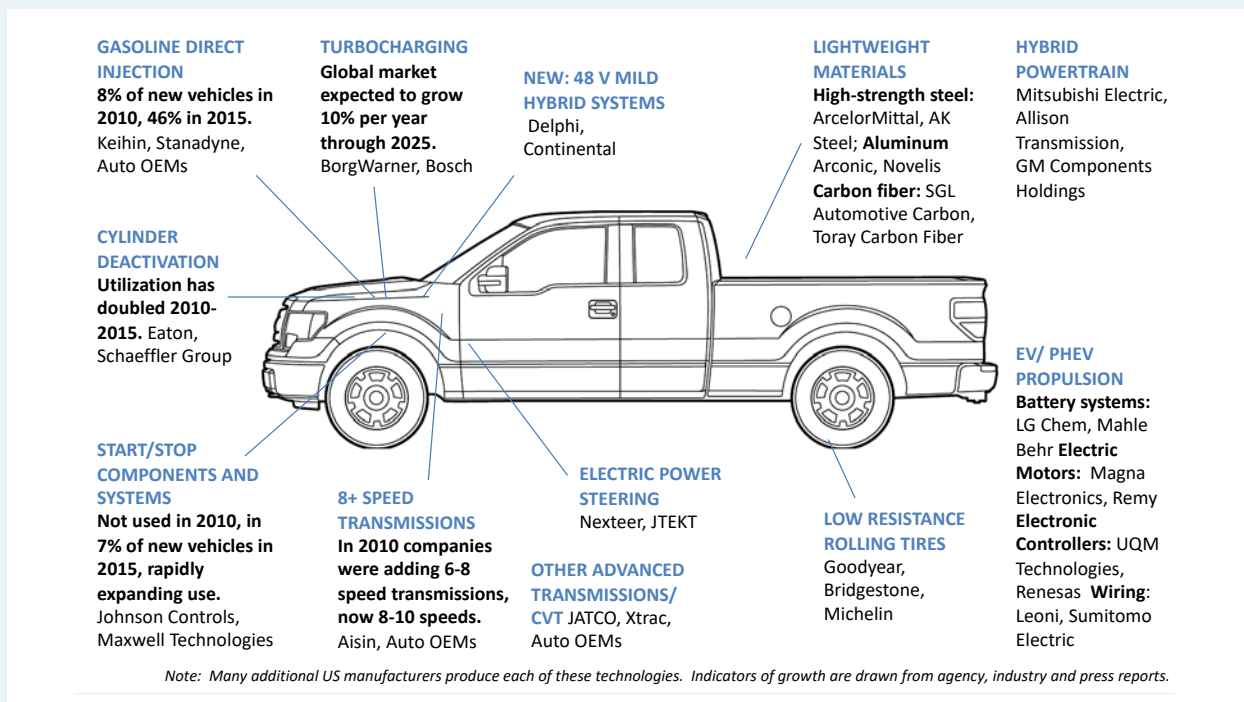 GASOLINE DIRECT
INJECTION
8% of new vehicles in
2010, 46% in 2015.
Keihin, Stanadyne,
Auto OEMs
TURBOCHARGING
Global market
expected to grow
10% per year
through 2025.
BorgWarner, Bosch
NEW: 48 V MILD
HYBRID SYSTEMS
Delphi,
Continental
LIGHTWEIGHT
MATERIALS
High-strength steel:
ArcelorMittal, AK
Steel; Aluminum
Arconic, Novelis
Carbon fiber: SGL
Automotive Carbon,
Toray Carbon Fiber
HYBRID
POWERTRAIN
Mitsubishi Electric,
Allison
Transmission,
GM Components
Holdings
CYLINDER
DEACTIVATION
Utilization has
doubled 2010-
2015. Eaton,
Schaeffler Group
START/STOP
COMPONENTS AND
SYSTEMS
Not used in 2010, in
7% of new vehicles in
2015, rapidly
expanding use.
Johnson Controls,
Maxwell Technologies
8+ SPEED
TRANSMISSIONS
In 2010 companies
were adding 6-8
speed transmissions,
now 8-10 speeds.
Aisin, Auto OEMs
ELECTRIC POWER
STEERING
Nexteer, JTEKT
OTHER ADVANCED
TRANSMISSIONS/
CVT JATCO, Xtrac,
Auto OEMs
LOW RESISTANCE
ROLLING TIRES
Goodyear,
Bridgestone,
Michelin
EV/ PHEV
PROPULSION
Battery systems:
LG Chem, Mahle
Behr Electric
Motors: Magna
Electronics, Remy
Electronic
Controllers: UQM
Technologies,
Renesas Wiring:
Leoni, Sumitomo
Electric
Note: Many additional US manufacturers produce each of these technologies. Indicators of growth are drawn from agency, industry and press reports.